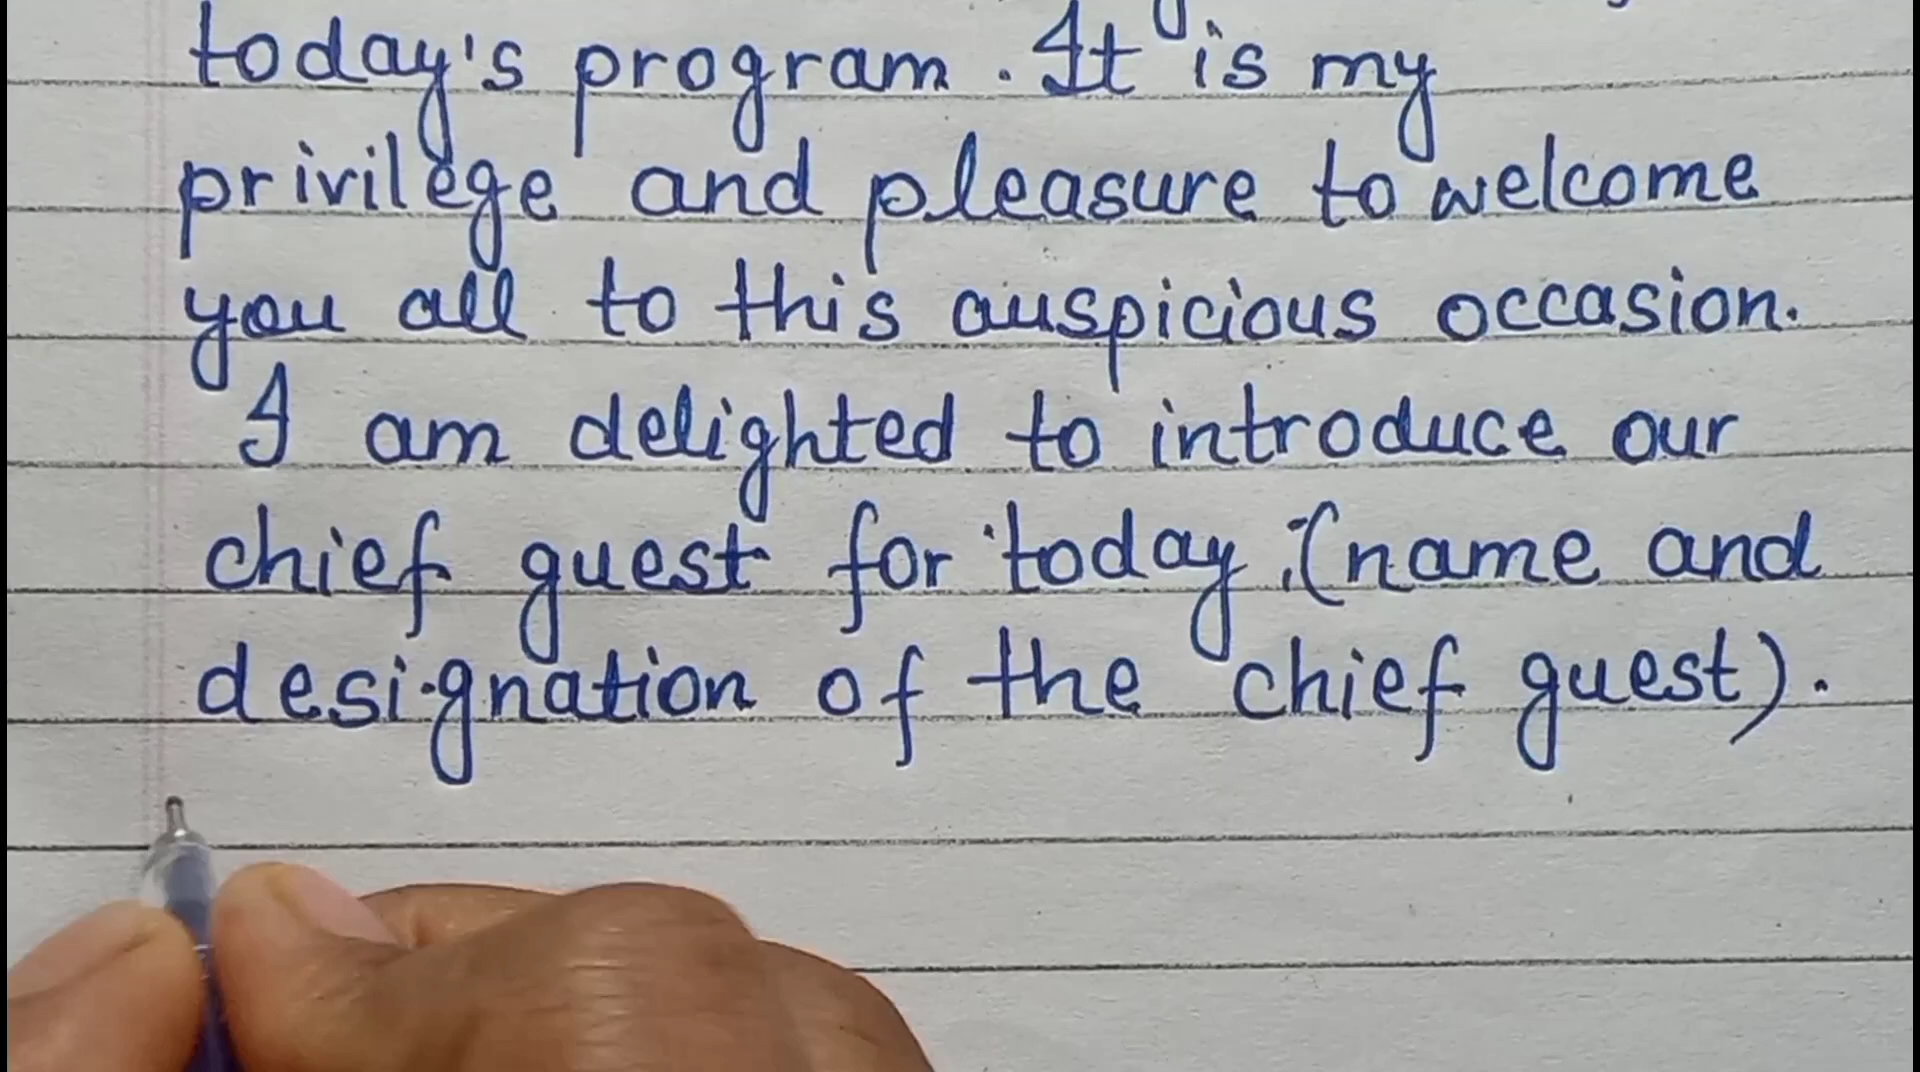 today's program. It is my
privilege and pleasure to welcome
you all to this auspicious occasion.
I am delighted to introduce our
chief guest for today, (name and
designation of the chief guest).